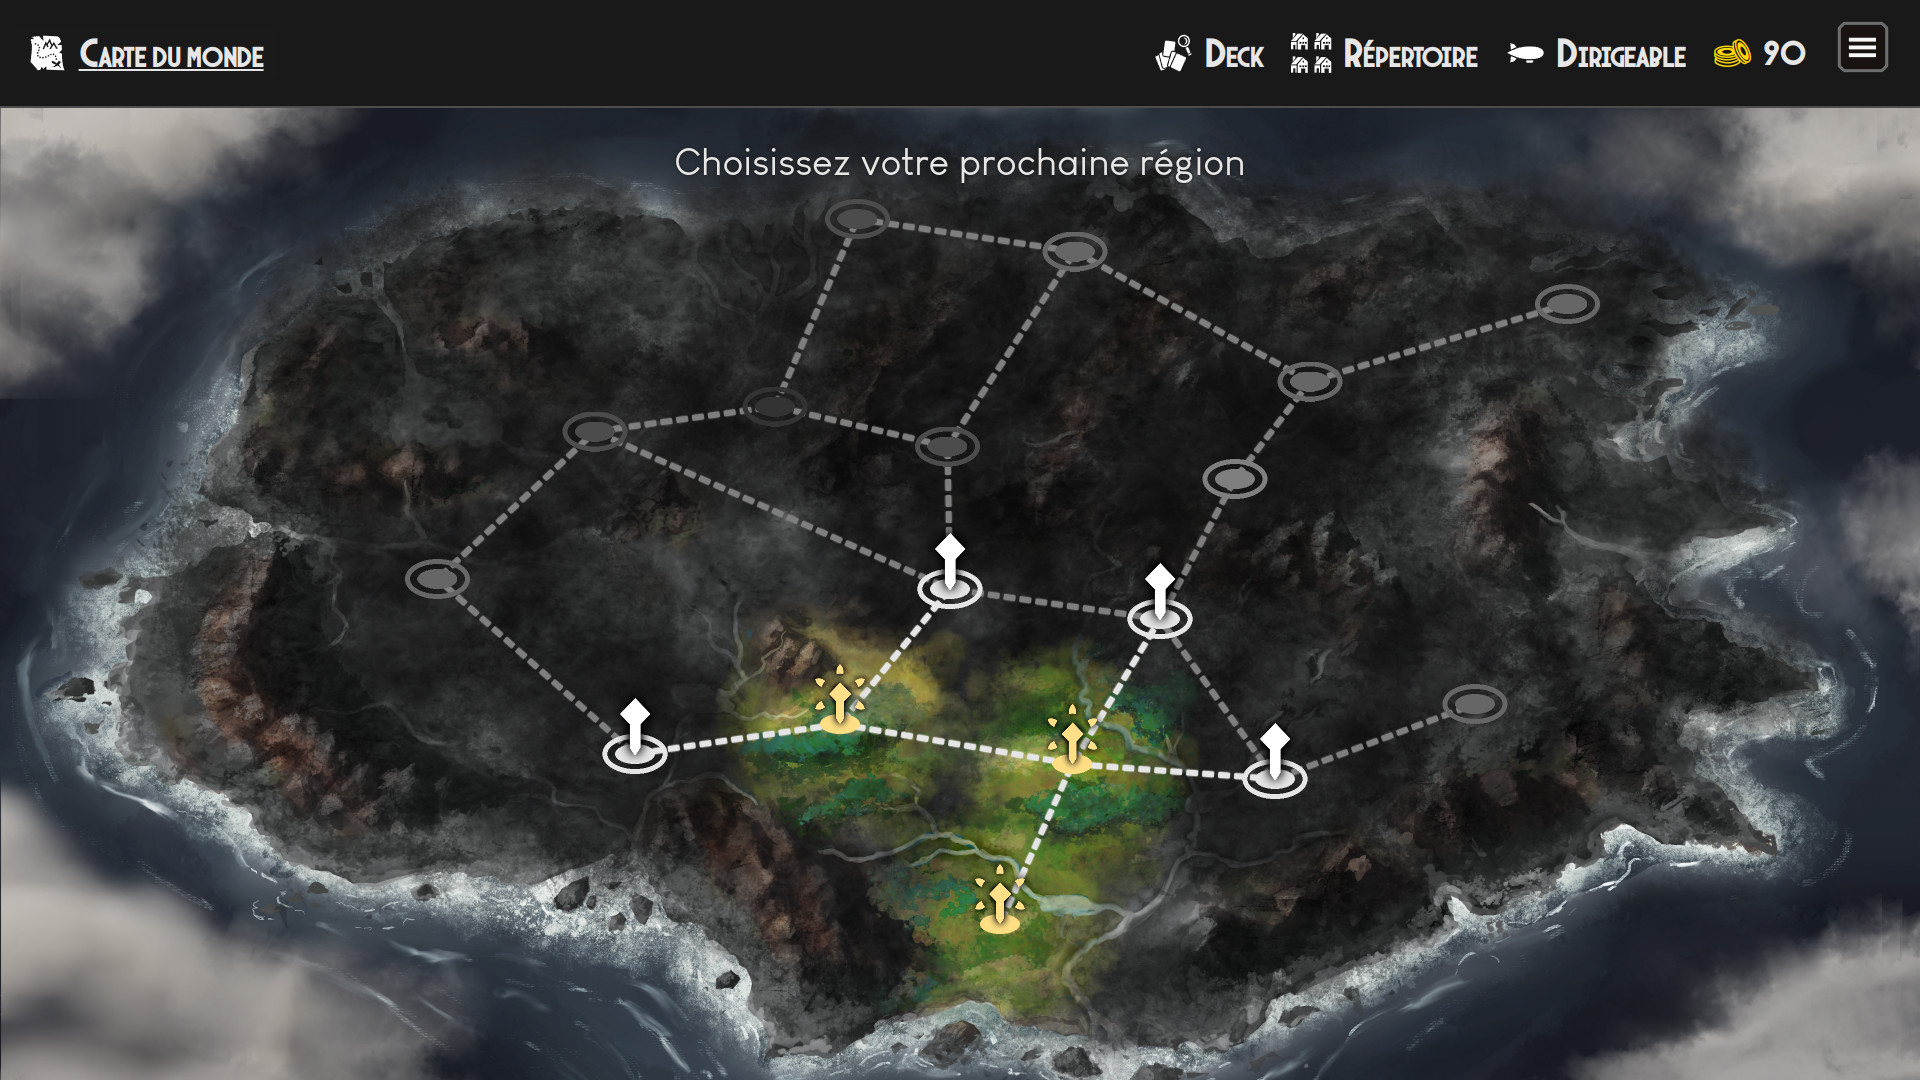 Carte du monde
Deck
Répertoire
Dirigeable
90
Choisissez votre prochaine région